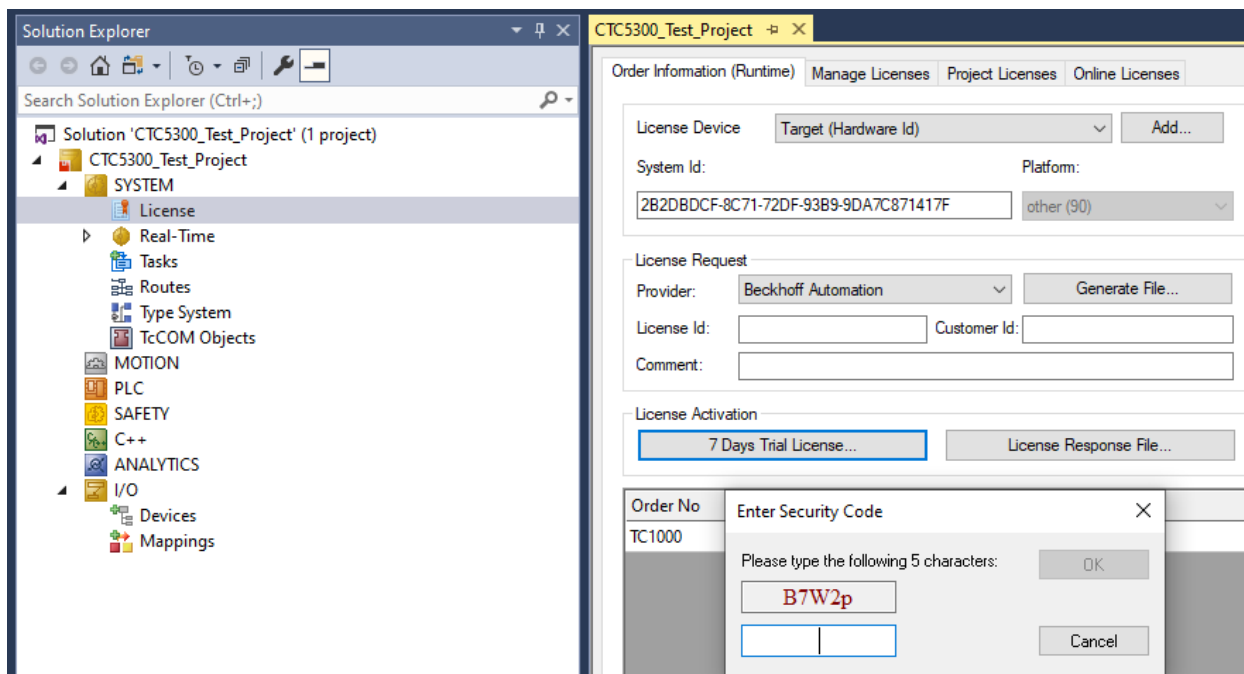 Solution Explorer
Search Solution Explorer (Ctrl+;)
Solution 'CTC5300_Test_Project' (1 project)
CTC5300_Test_Project
SYSTEM
License
Real-Time
Tasks
Routes
Type System
TcCOM Objects
MOTION
PLC
SAFETY
C++
ANALYTICS
I/O
Devices
Mappings
CTC5300_Test_Project
Order Information (Runtime) Manage Licenses Project Licenses Online Licenses
License Device Target (Hardware Id) Add...
System Id: Platform:
2B2DBDCF-8C71-72DF-93B9-9DA7C871417F other (90)
License Request
Provider: Beckhoff Automation Generate File...
License Id: Customer Id:
Comment:
License Activation
7 Days Trial License... License Response File...
Order No
TC1000
Enter Security Code
Please type the following 5 characters: OK
B7W2p
Cancel